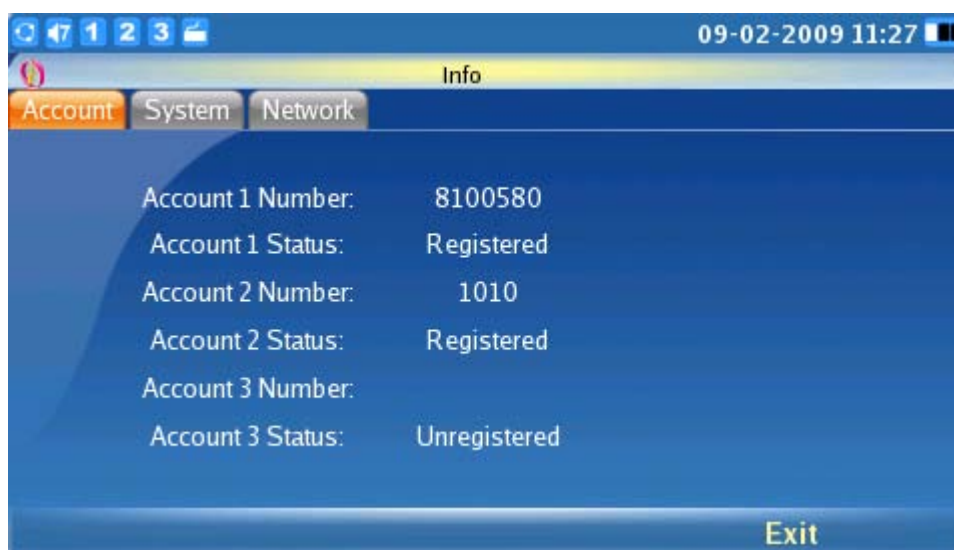 7 1 2 3 09-02-2009 11:27
Info
Account System Network
Account 1 Number: 8100580
Account 1 Status: Registered
Account 2 Number: 1010
Account 2 Status: Registered
Account 3 Number:
Account 3 Status: Unregistered
Exit